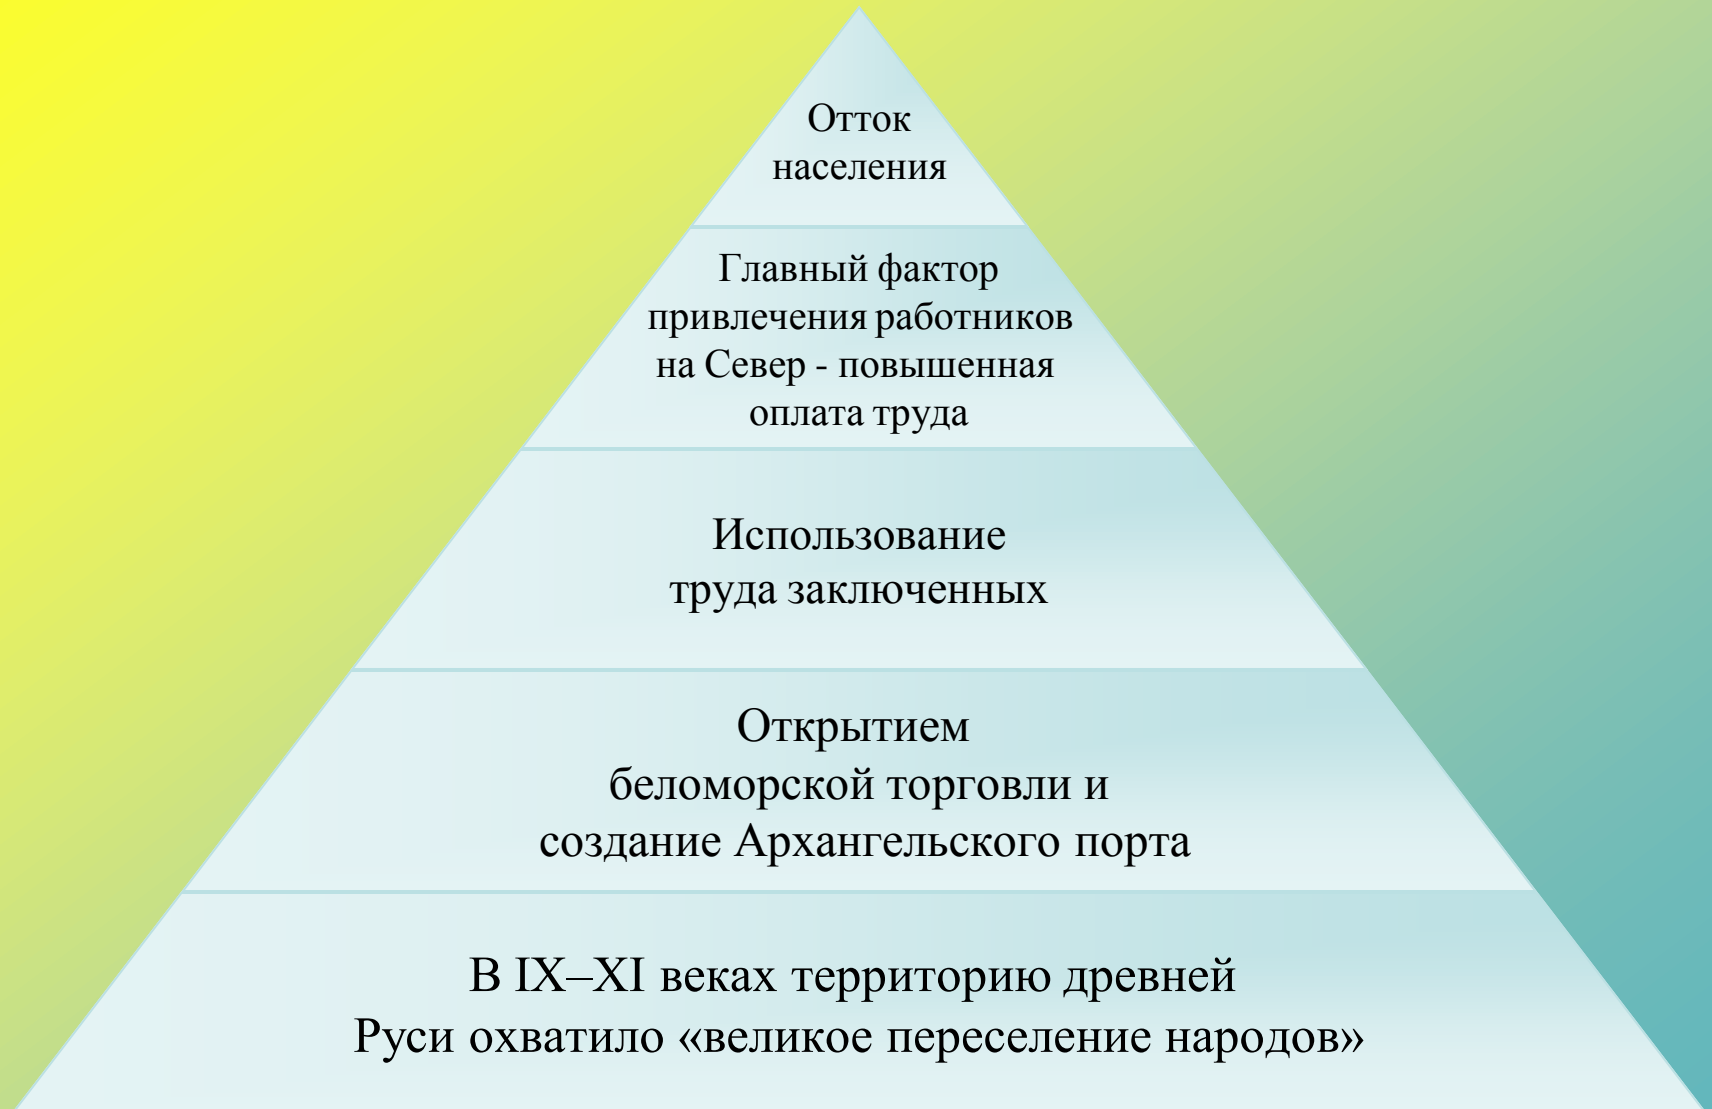 Отток
населения
Главный фактор
привлечения работников
на Север - повышенная
оплата труда
Использование
труда заключенных
Открытием
беломорской торговли и
создание Архангельского порта
В IX–XI веках территорию древней
Руси охватило «великое переселение народов»